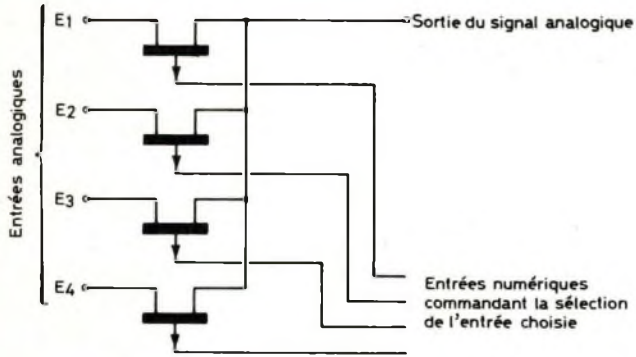 E1
Sortie du signal analogique
E2
Entrées analogiques
E3
E4
Entrées numériques
commandant la sélection
de l'entrée choisie